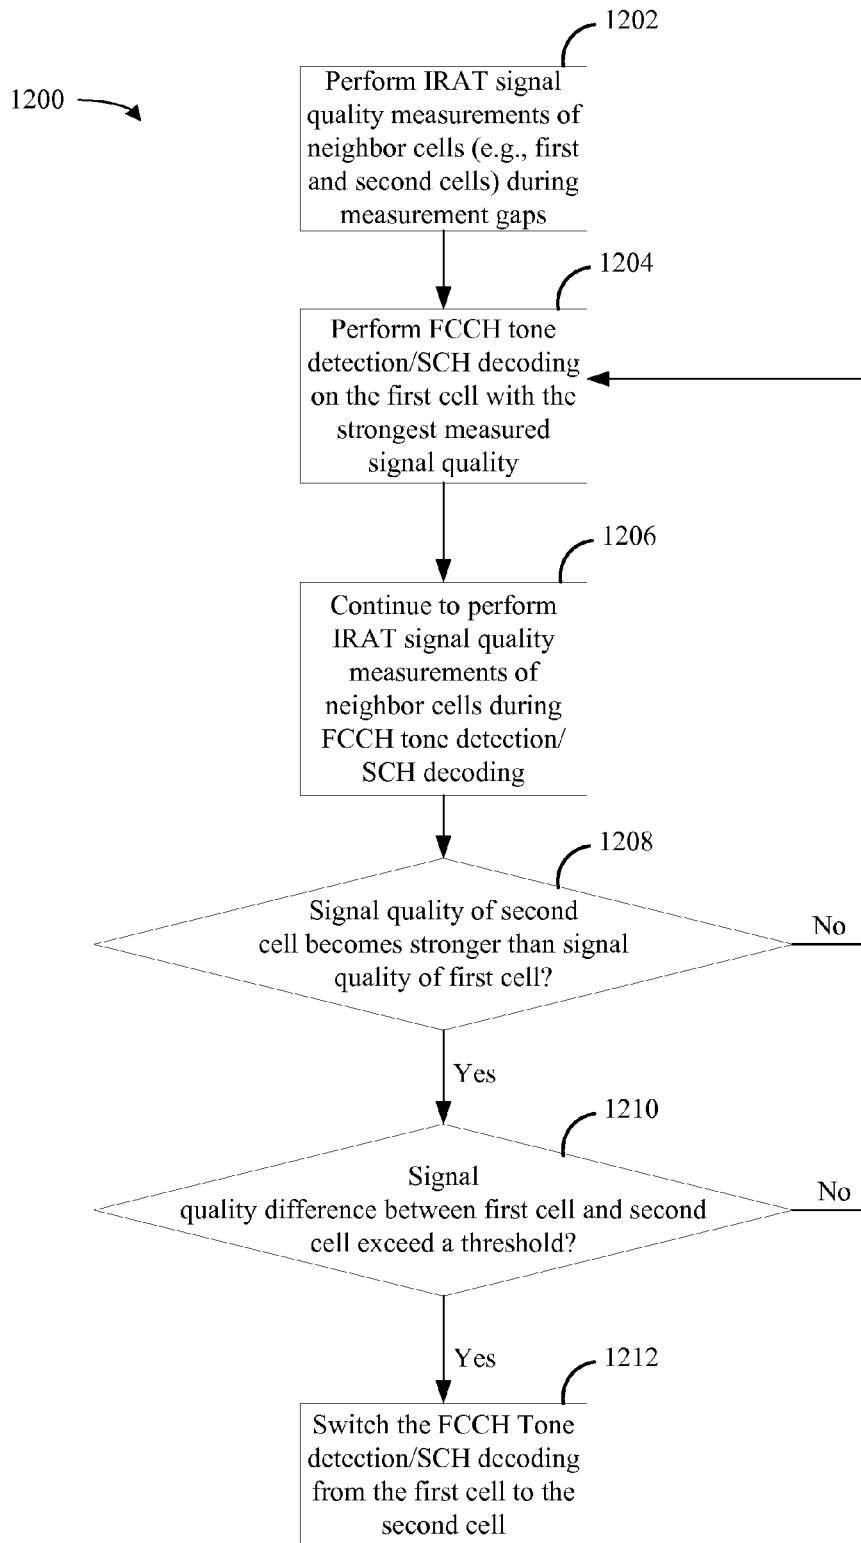 1202
1200
Perform IRAT signal
quality measurements of
neighbor cells (e.g., first
and second cells) during
measurement gaps
1204
Perform FCCH tone
detection/SCH decoding
on the first cell with the
strongest measured
signal quality
1206
Continue to perform
IRAT signal quality
measurements of
neighbor cells during
FCCH tone detection/
SCH decoding
1208
Signal quality of second
cell becomes stronger than signal
quality of first cell?
No
Yes
1210
Signal
quality difference between first cell and second
cell exceed a threshold?
No
Yes
1212
Switch the FCCH Tone
detection/SCH decoding
from the first cell to the
second cell